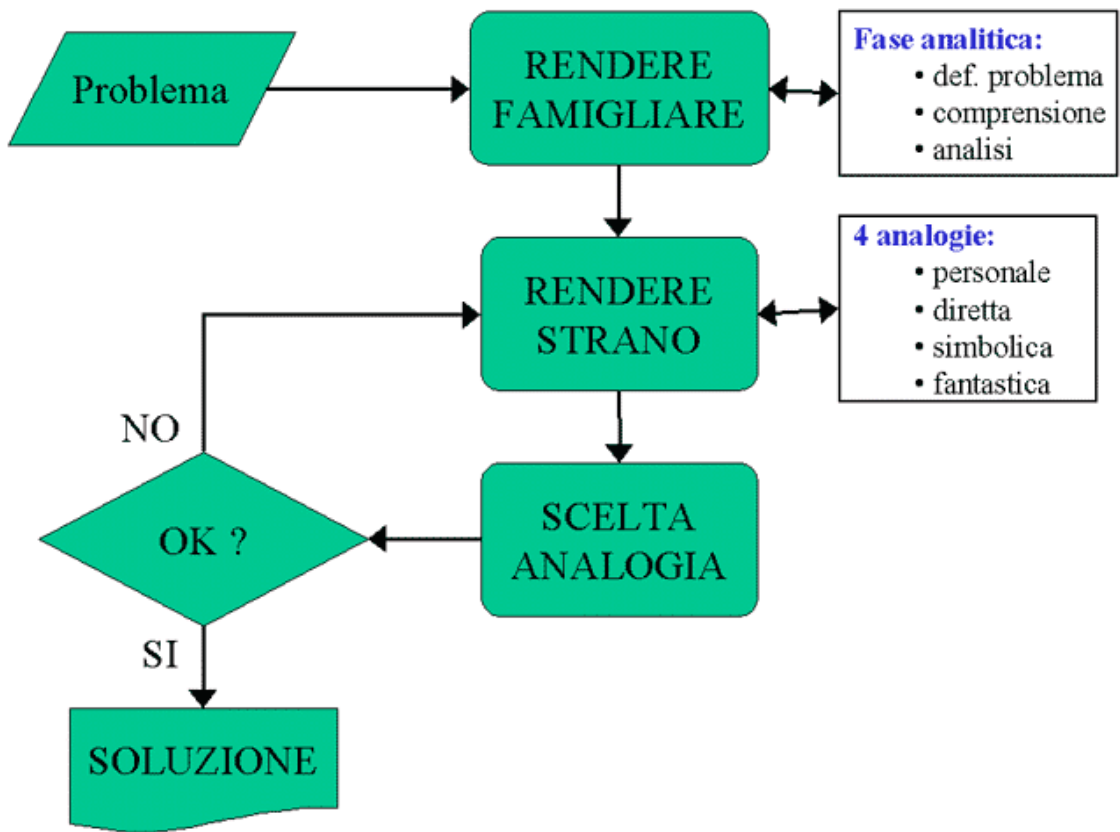 Problema
RENDERE
FAMIGLIARE
Fase analitica:
• def. problema
• comprensione
• analisi
RENDERE
STRANO
4 analogie:
• personale
• diretta
• simbolica
• fantastica
NO
OK ?
SCELTA
ANALOGIA
SI
SOLUZIONE